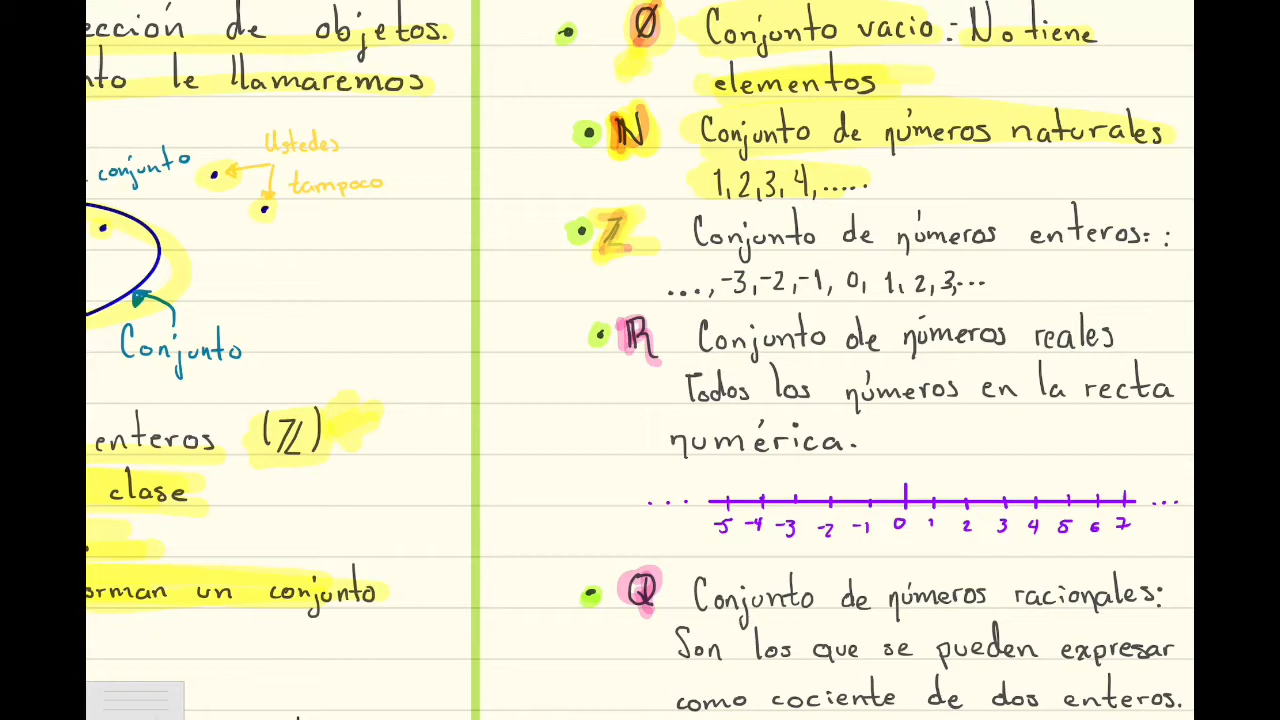 ección de objetos.
nto le llamaremos
conjunto
Ustedes
tampoco
Conjunto
enteros (ℤ)
clase
orman un conjunto
• Ø Conjunto vacio : No tiene
elementos
• ℕ Conjunto de números naturales
1, 2, 3, 4, .....
• ℤ Conjunto de números enteros: :
..., -3, -2, -1, 0, 1, 2, 3, ...
• ℝ Conjunto de números reales
Todos los números en la recta
numérica.
... -5 -4 -3 -2 -1 0 1 2 3 4 5 6 7 ...
• ℚ Conjunto de números racionales:
Son los que se pueden expresar
como cociente de dos enteros.